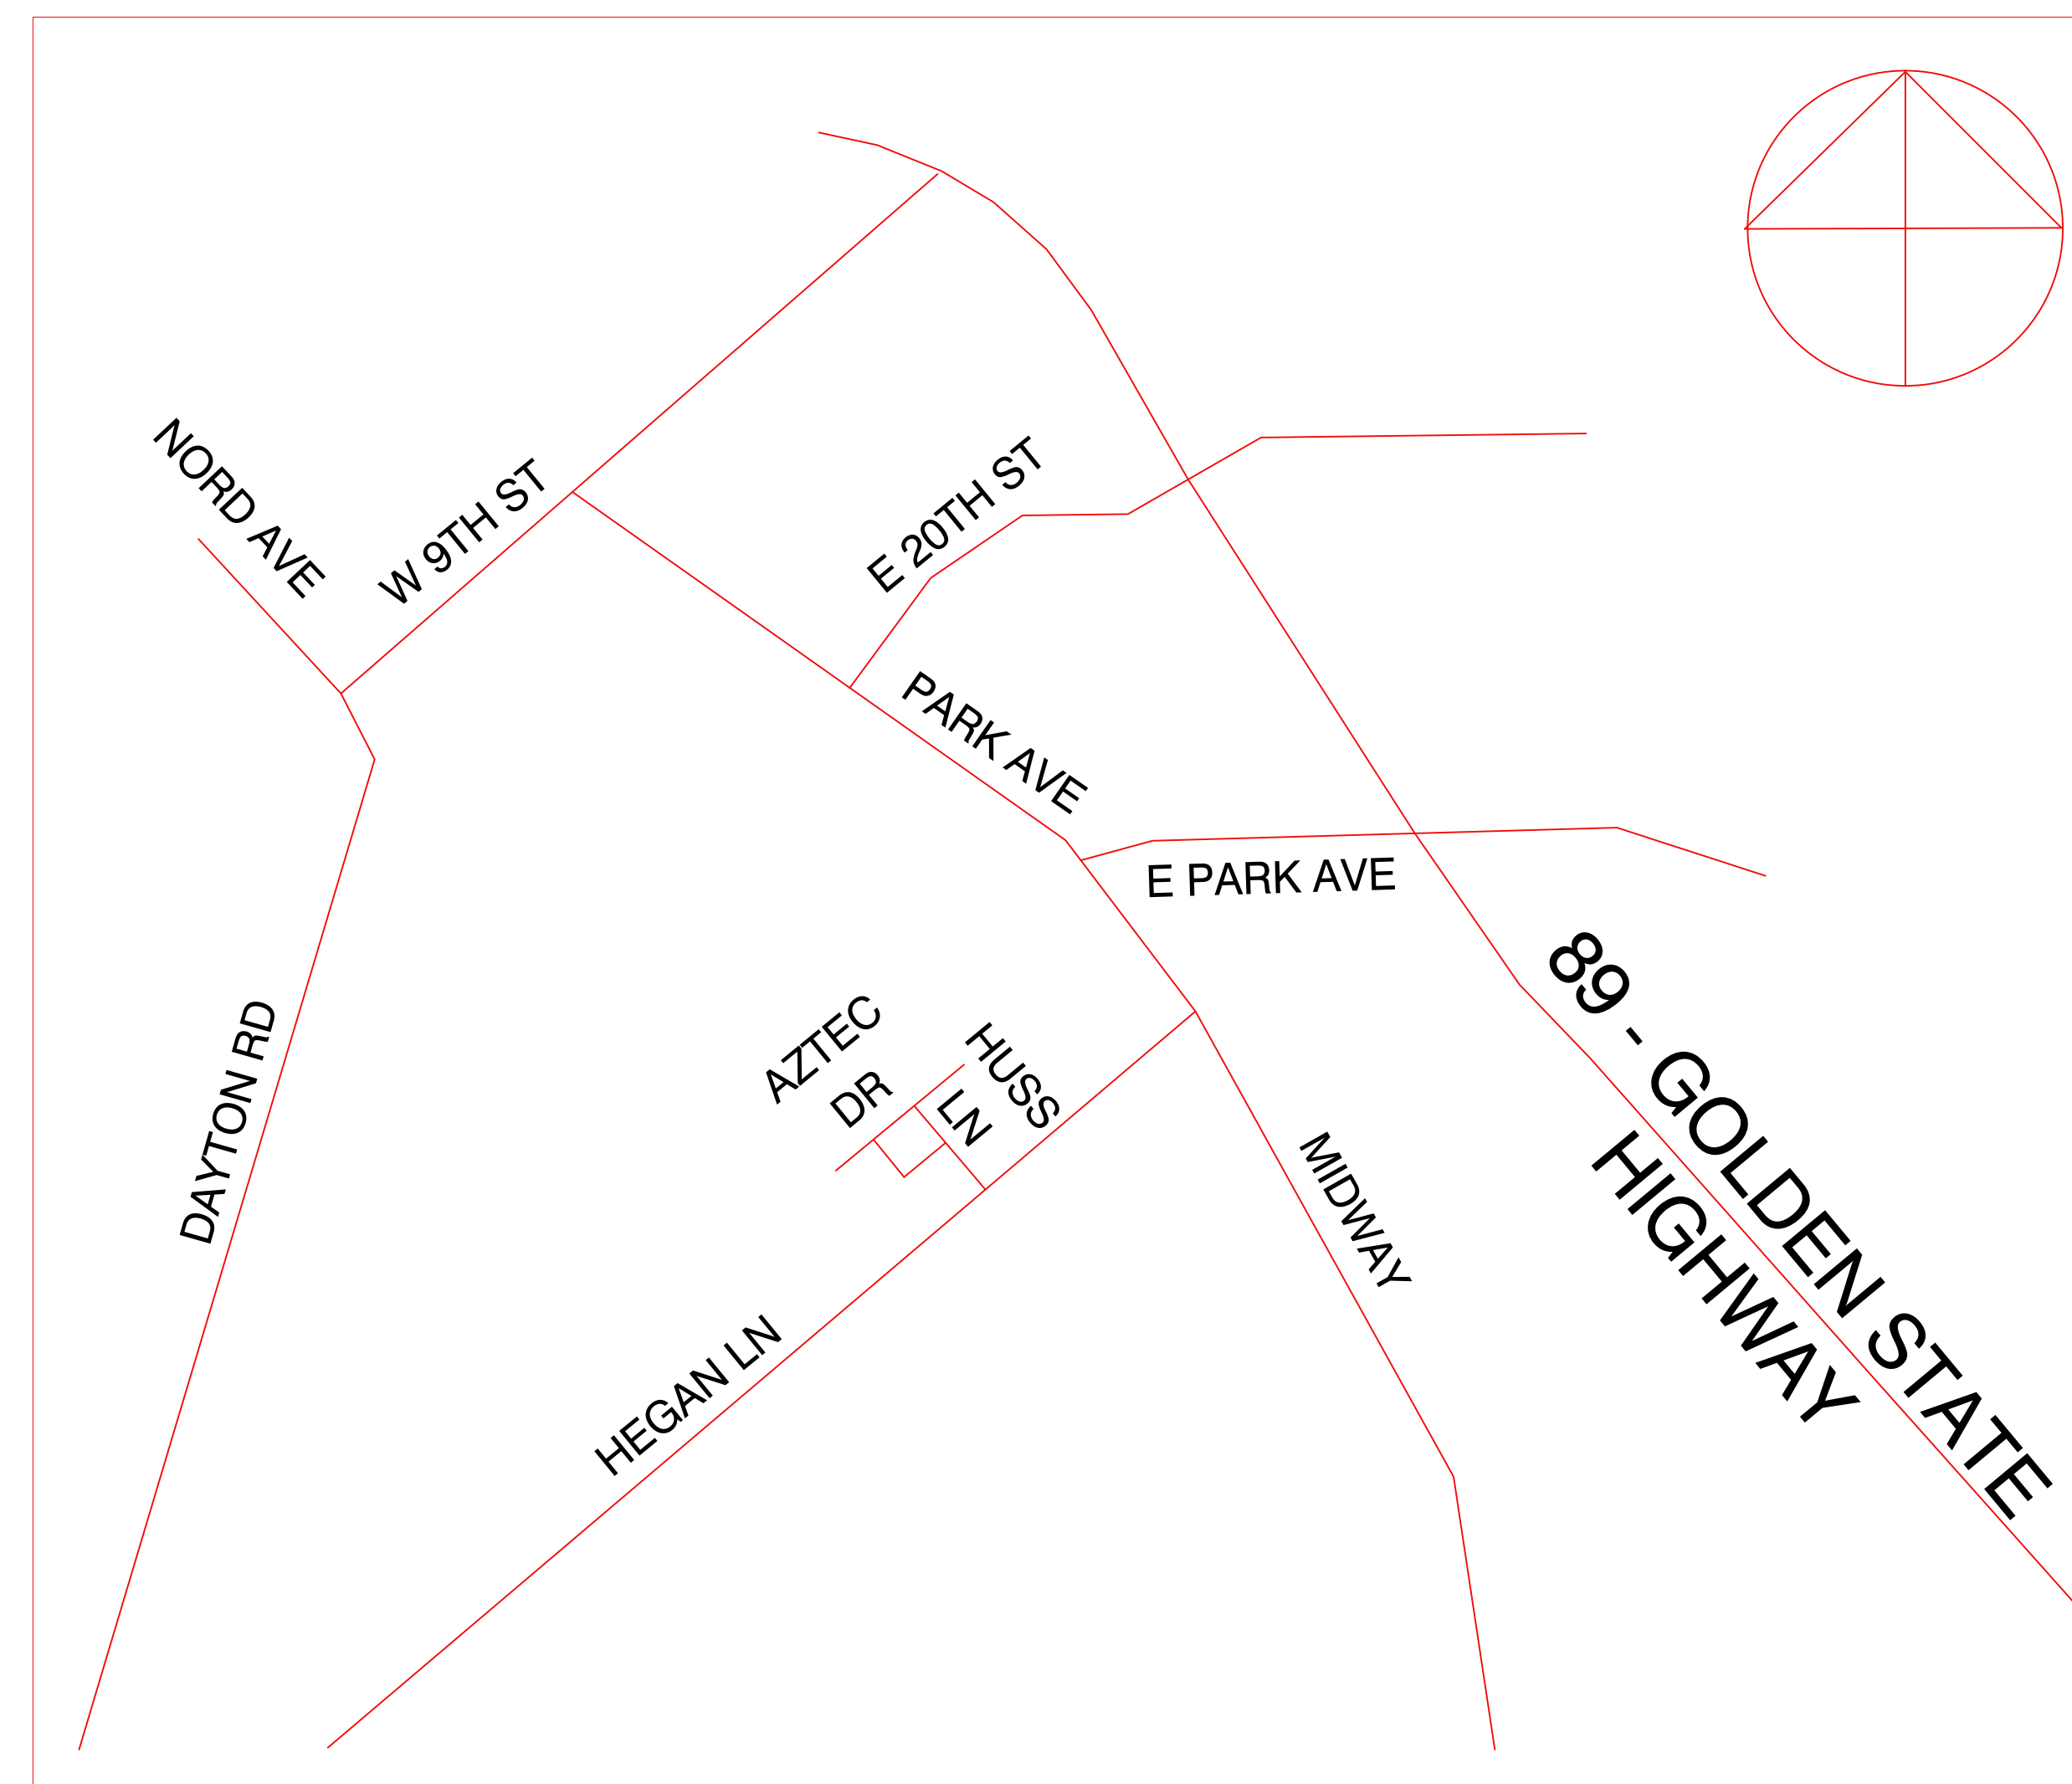 NORD AVE
W 9TH ST
E 20TH ST
PARK AVE
E PARK AVE
89 - GOLDEN STATE
HIGHWAY
AZTEC
DR
HUSS
LN
MIDWAY
DAYTON RD
HEGAN LN